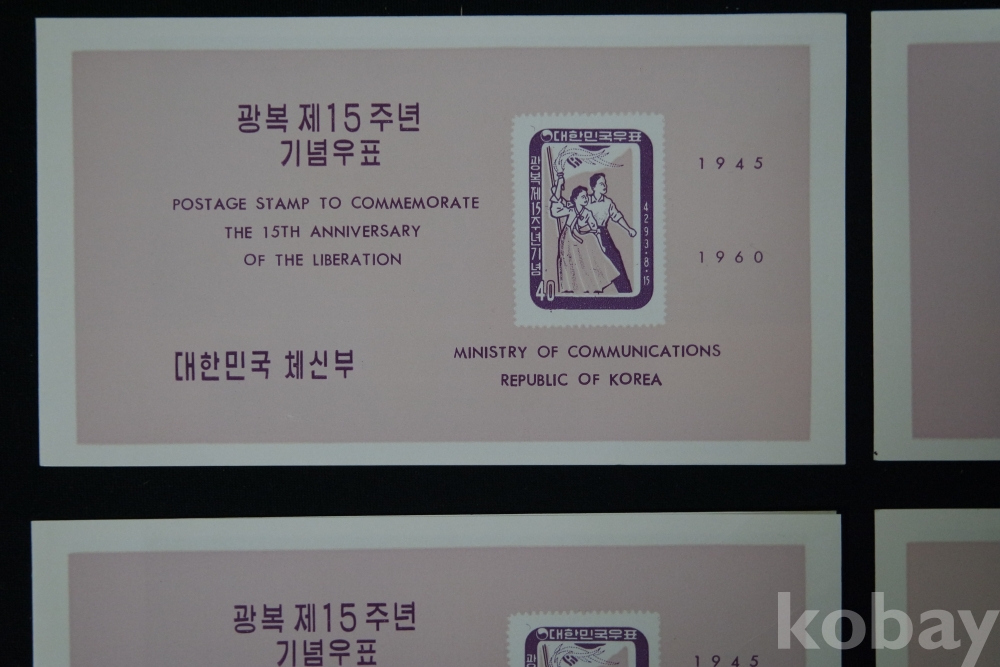 광복 제15주년
기념우표
POSTAGE STAMP TO COMMEMORATE
THE 15TH ANNIVERSARY
OF THE LIBERATION
대한민국 체신부
대한민국우표
광복제15주년기념
4293·8·15
40
1945
1960
MINISTRY OF COMMUNICATIONS
REPUBLIC OF KOREA
광복 제15주년
기념우표
대한민국우표
1945
kobay